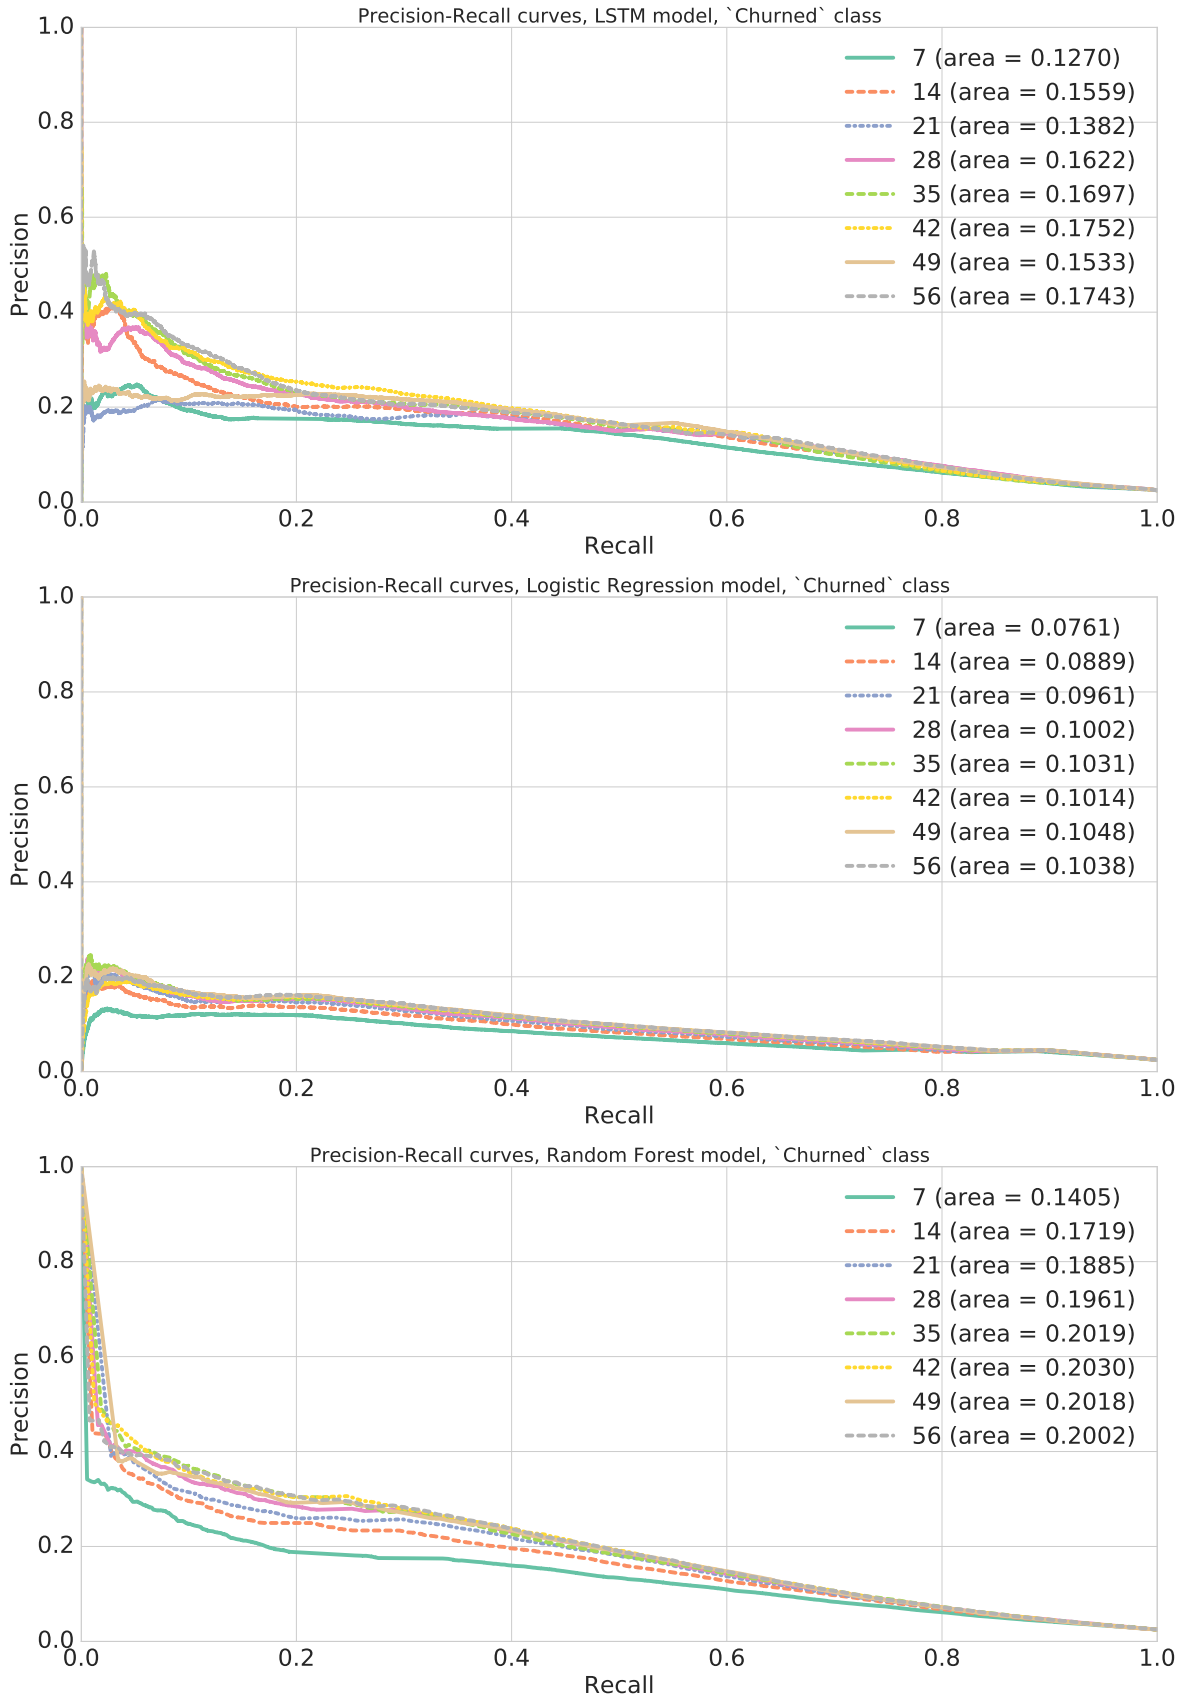 Precision-Recall curves, LSTM model, `Churned` class
1.0
0.8
0.6
0.4
0.2
0.0
Precision
7 (area = 0.1270)
14 (area = 0.1559)
21 (area = 0.1382)
28 (area = 0.1622)
35 (area = 0.1697)
42 (area = 0.1752)
49 (area = 0.1533)
56 (area = 0.1743)
0.0 0.2 0.4 0.6 0.8 1.0
Recall
Precision-Recall curves, Logistic Regression model, `Churned` class
1.0
0.8
0.6
0.4
0.2
0.0
Precision
7 (area = 0.0761)
14 (area = 0.0889)
21 (area = 0.0961)
28 (area = 0.1002)
35 (area = 0.1031)
42 (area = 0.1014)
49 (area = 0.1048)
56 (area = 0.1038)
0.0 0.2 0.4 0.6 0.8 1.0
Recall
Precision-Recall curves, Random Forest model, `Churned` class
1.0
0.8
0.6
0.4
0.2
0.0
Precision
7 (area = 0.1405)
14 (area = 0.1719)
21 (area = 0.1885)
28 (area = 0.1961)
35 (area = 0.2019)
42 (area = 0.2030)
49 (area = 0.2018)
56 (area = 0.2002)
0.0 0.2 0.4 0.6 0.8 1.0
Recall